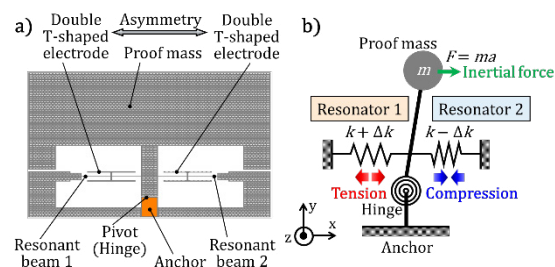 a)
Double
T-shaped
electrode
Asymmetry
Double
T-shaped
electrode
Proof mass
Resonant
beam 1
Pivot
(Hinge)
Anchor
Resonant
beam 2
b)
Proof mass
m
F = ma
Inertial force
Resonator 1
Resonator 2
k + Δk
k − Δk
Tension
Compression
Hinge
Anchor
y
z
x